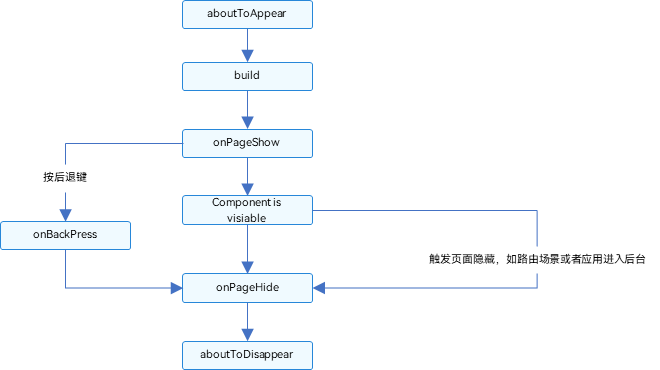 aboutToAppear
build
onPageShow
按后退键
Component is
visiable
onBackPress
触发页面隐藏，如路由场景或者应用进入后台
onPageHide
aboutToDisappear